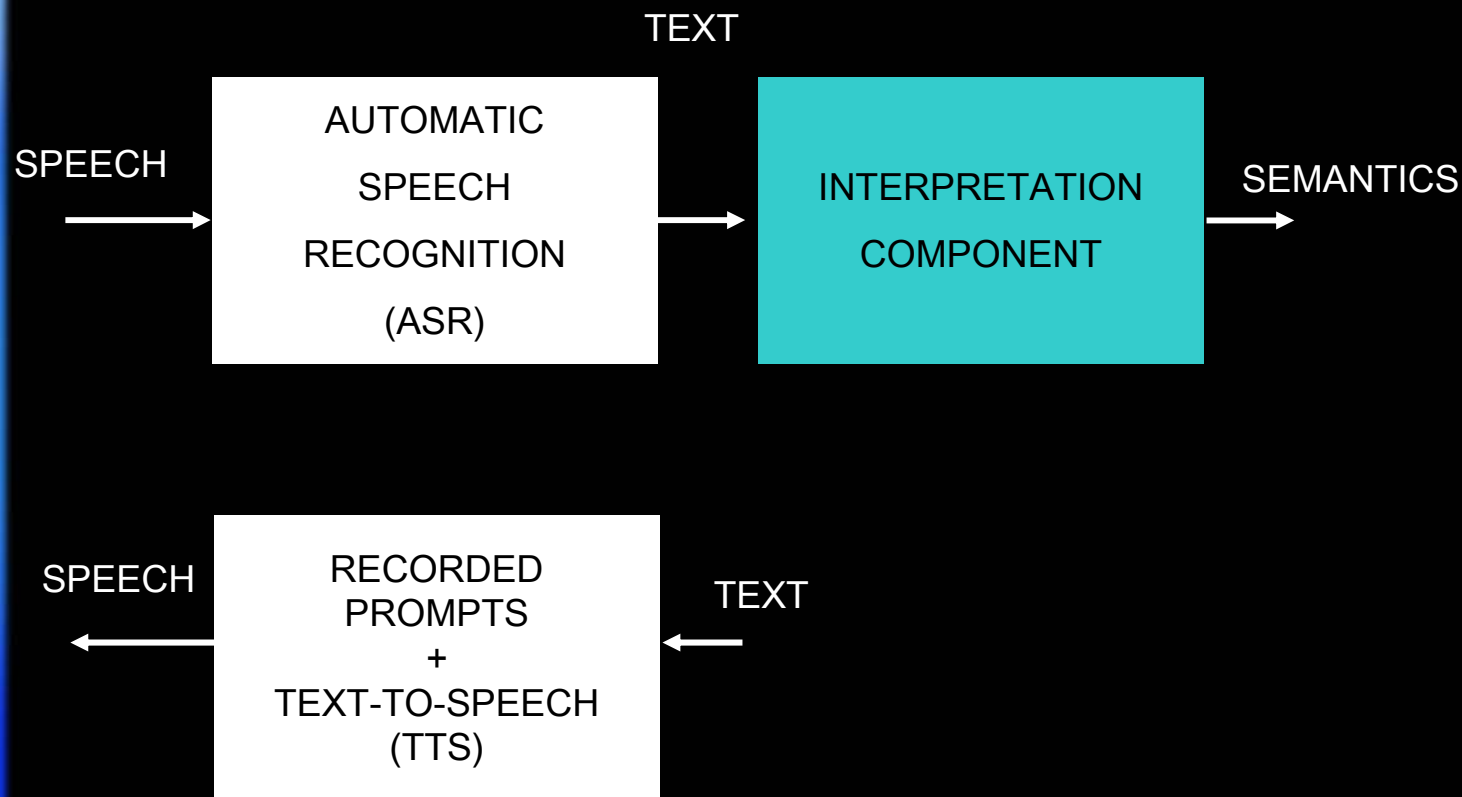 TEXT
SPEECH
AUTOMATIC
SPEECH
RECOGNITION
(ASR)
INTERPRETATION
COMPONENT
SEMANTICS
SPEECH
RECORDED
PROMPTS
+
TEXT-TO-SPEECH
(TTS)
TEXT